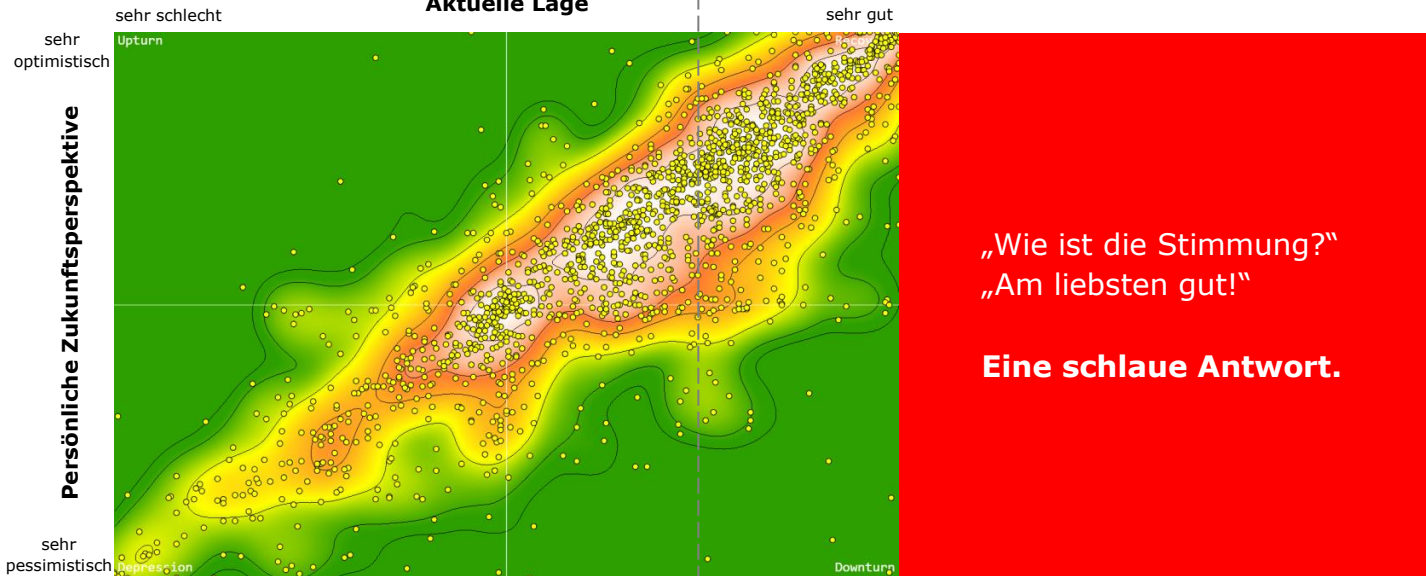 Aktuelle Lage
sehr schlecht
sehr gut
sehr
optimistisch
Upturn
Persönliche Zukunftsperspektive
„Wie ist die Stimmung?“
„Am liebsten gut!“
Eine schlaue Antwort.
sehr
pessimistisch
Depression
Downturn